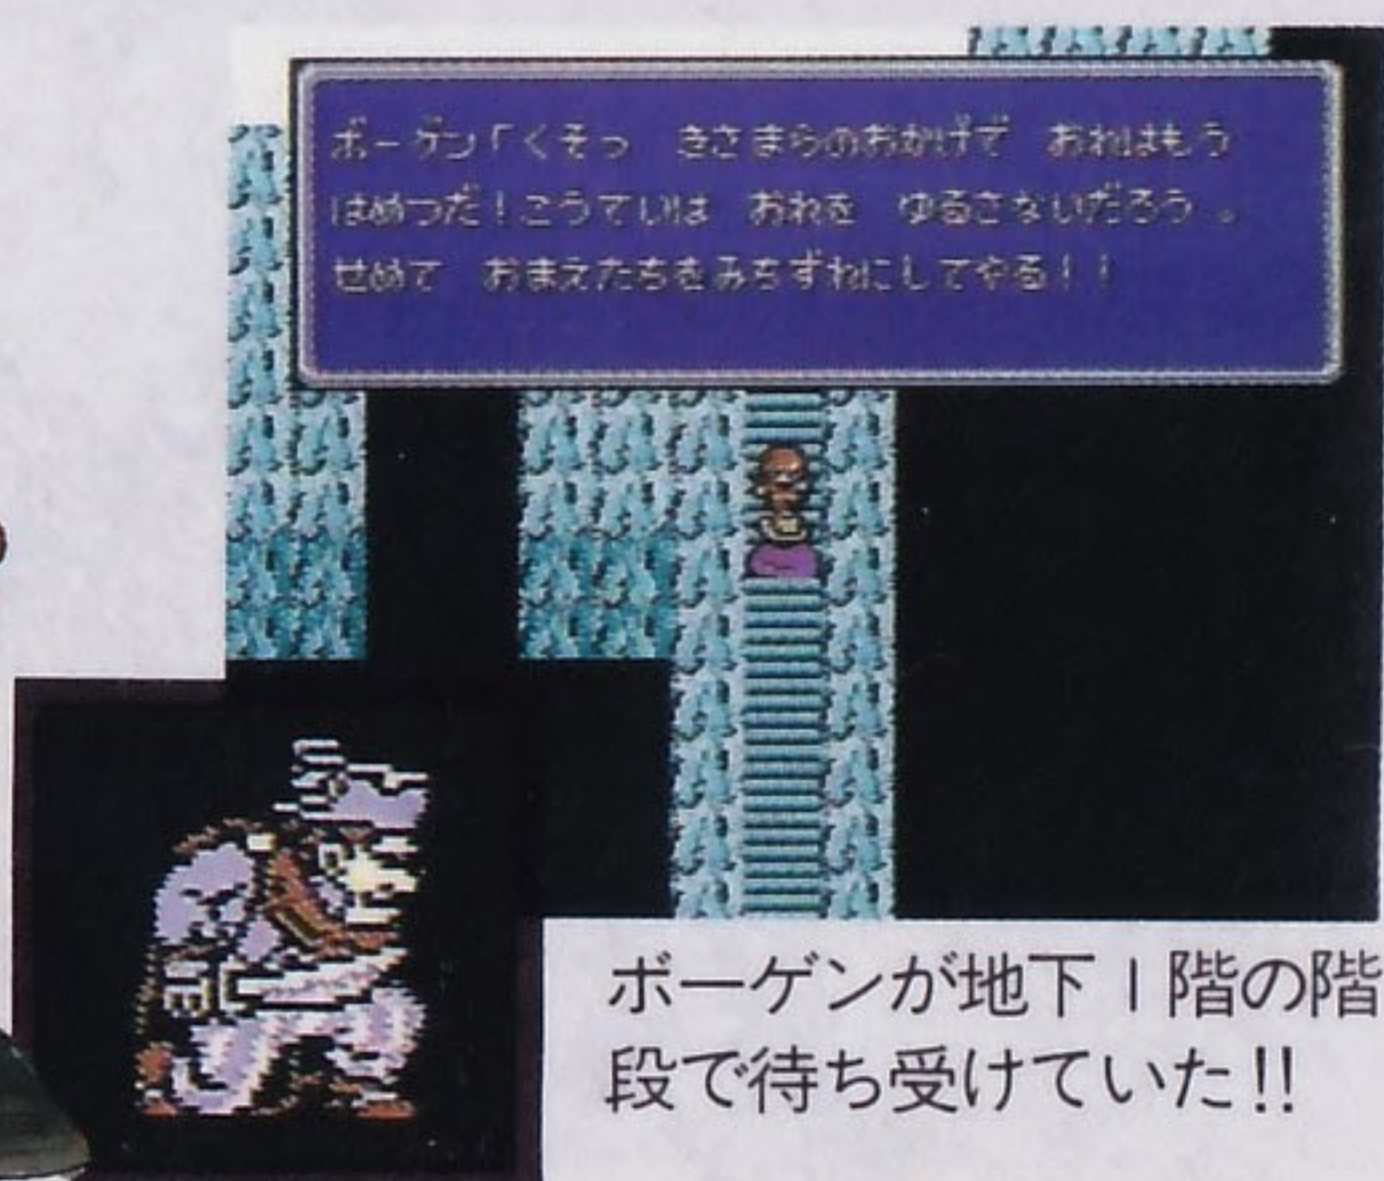 ボーゲン「くそっ　きさまらのおかげで　おれはもう
はめつだ！こうていは　おれを　ゆるさないだろう。
せめて　おまえたちをみちずれにしてやる！！
ボーゲンが地下１階の階
段で待ち受けていた!!